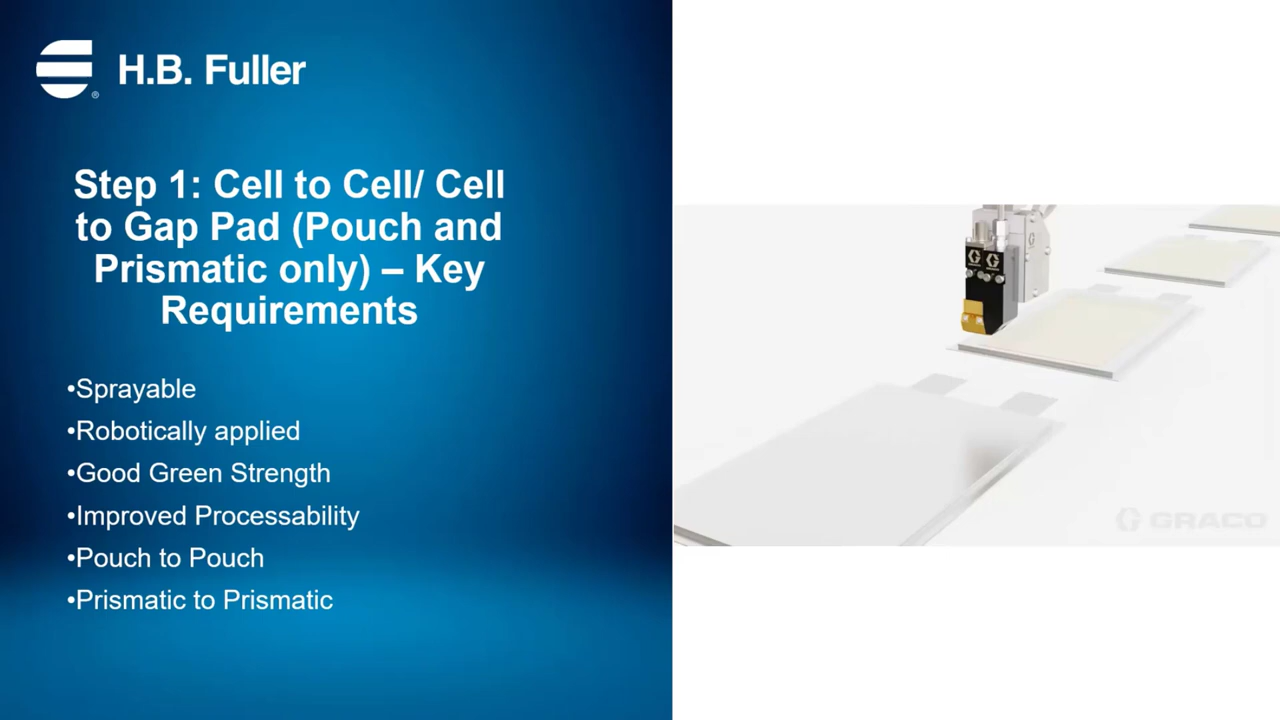 H.B. Fuller
®
Step 1: Cell to Cell/ Cell
to Gap Pad (Pouch and
Prismatic only) – Key
Requirements
•Sprayable
•Robotically applied
•Good Green Strength
•Improved Processability
•Pouch to Pouch
•Prismatic to Prismatic
GRACO